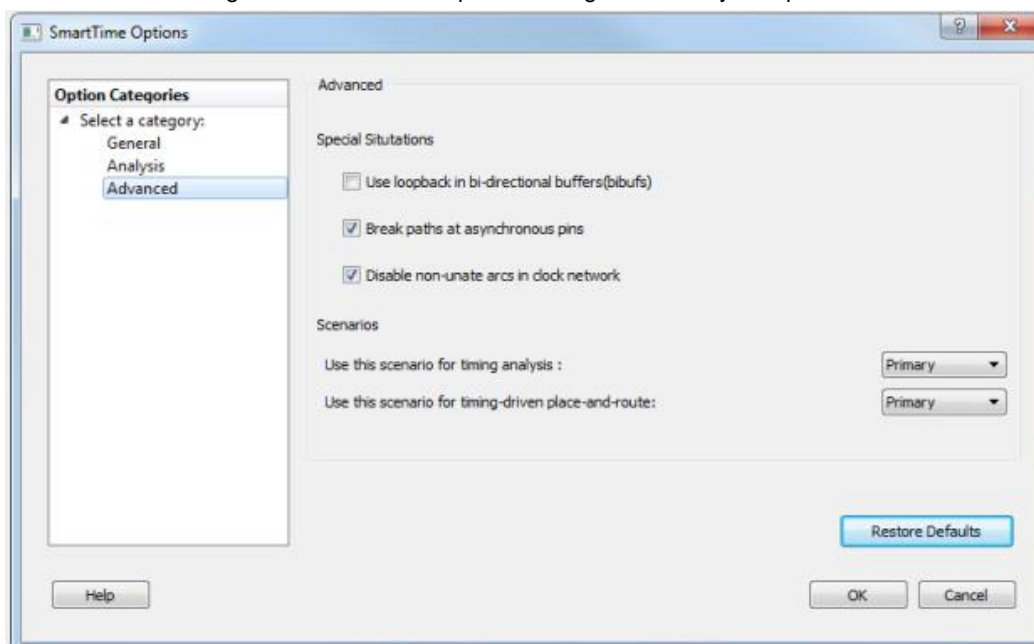 SmartTime Options
Option Categories
Select a category:
General
Analysis
Advanced
Advanced
Special Situtations
Use loopback in bi-directional buffers(bibufs)
Break paths at asynchronous pins
Disable non-unate arcs in clock network
Scenarios
Use this scenario for timing analysis :
Primary
Use this scenario for timing-driven place-and-route:
Primary
Restore Defaults
Help
OK
Cancel